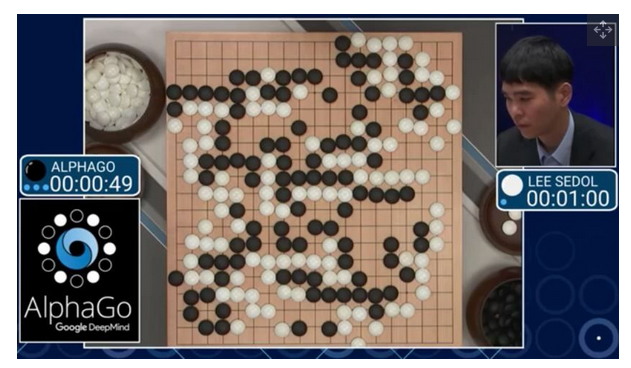 ALPHAGO
00:00:49
LEE SEDOL
00:01:00
AlphaGo
Google DeepMind